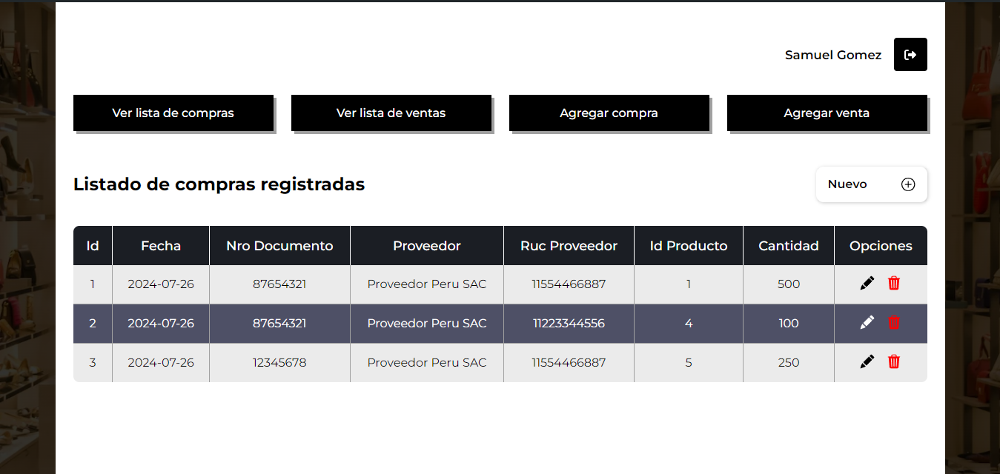 Samuel Gomez
Ver lista de compras Ver lista de ventas Agregar compra Agregar venta
Listado de compras registradas Nuevo
Id Fecha Nro Documento Proveedor Ruc Proveedor Id Producto Cantidad Opciones
1 2024-07-26 87654321 Proveedor Peru SAC 11554466887 1 500
2 2024-07-26 87654321 Proveedor Peru SAC 11223344556 4 100
3 2024-07-26 12345678 Proveedor Peru SAC 11554466887 5 250